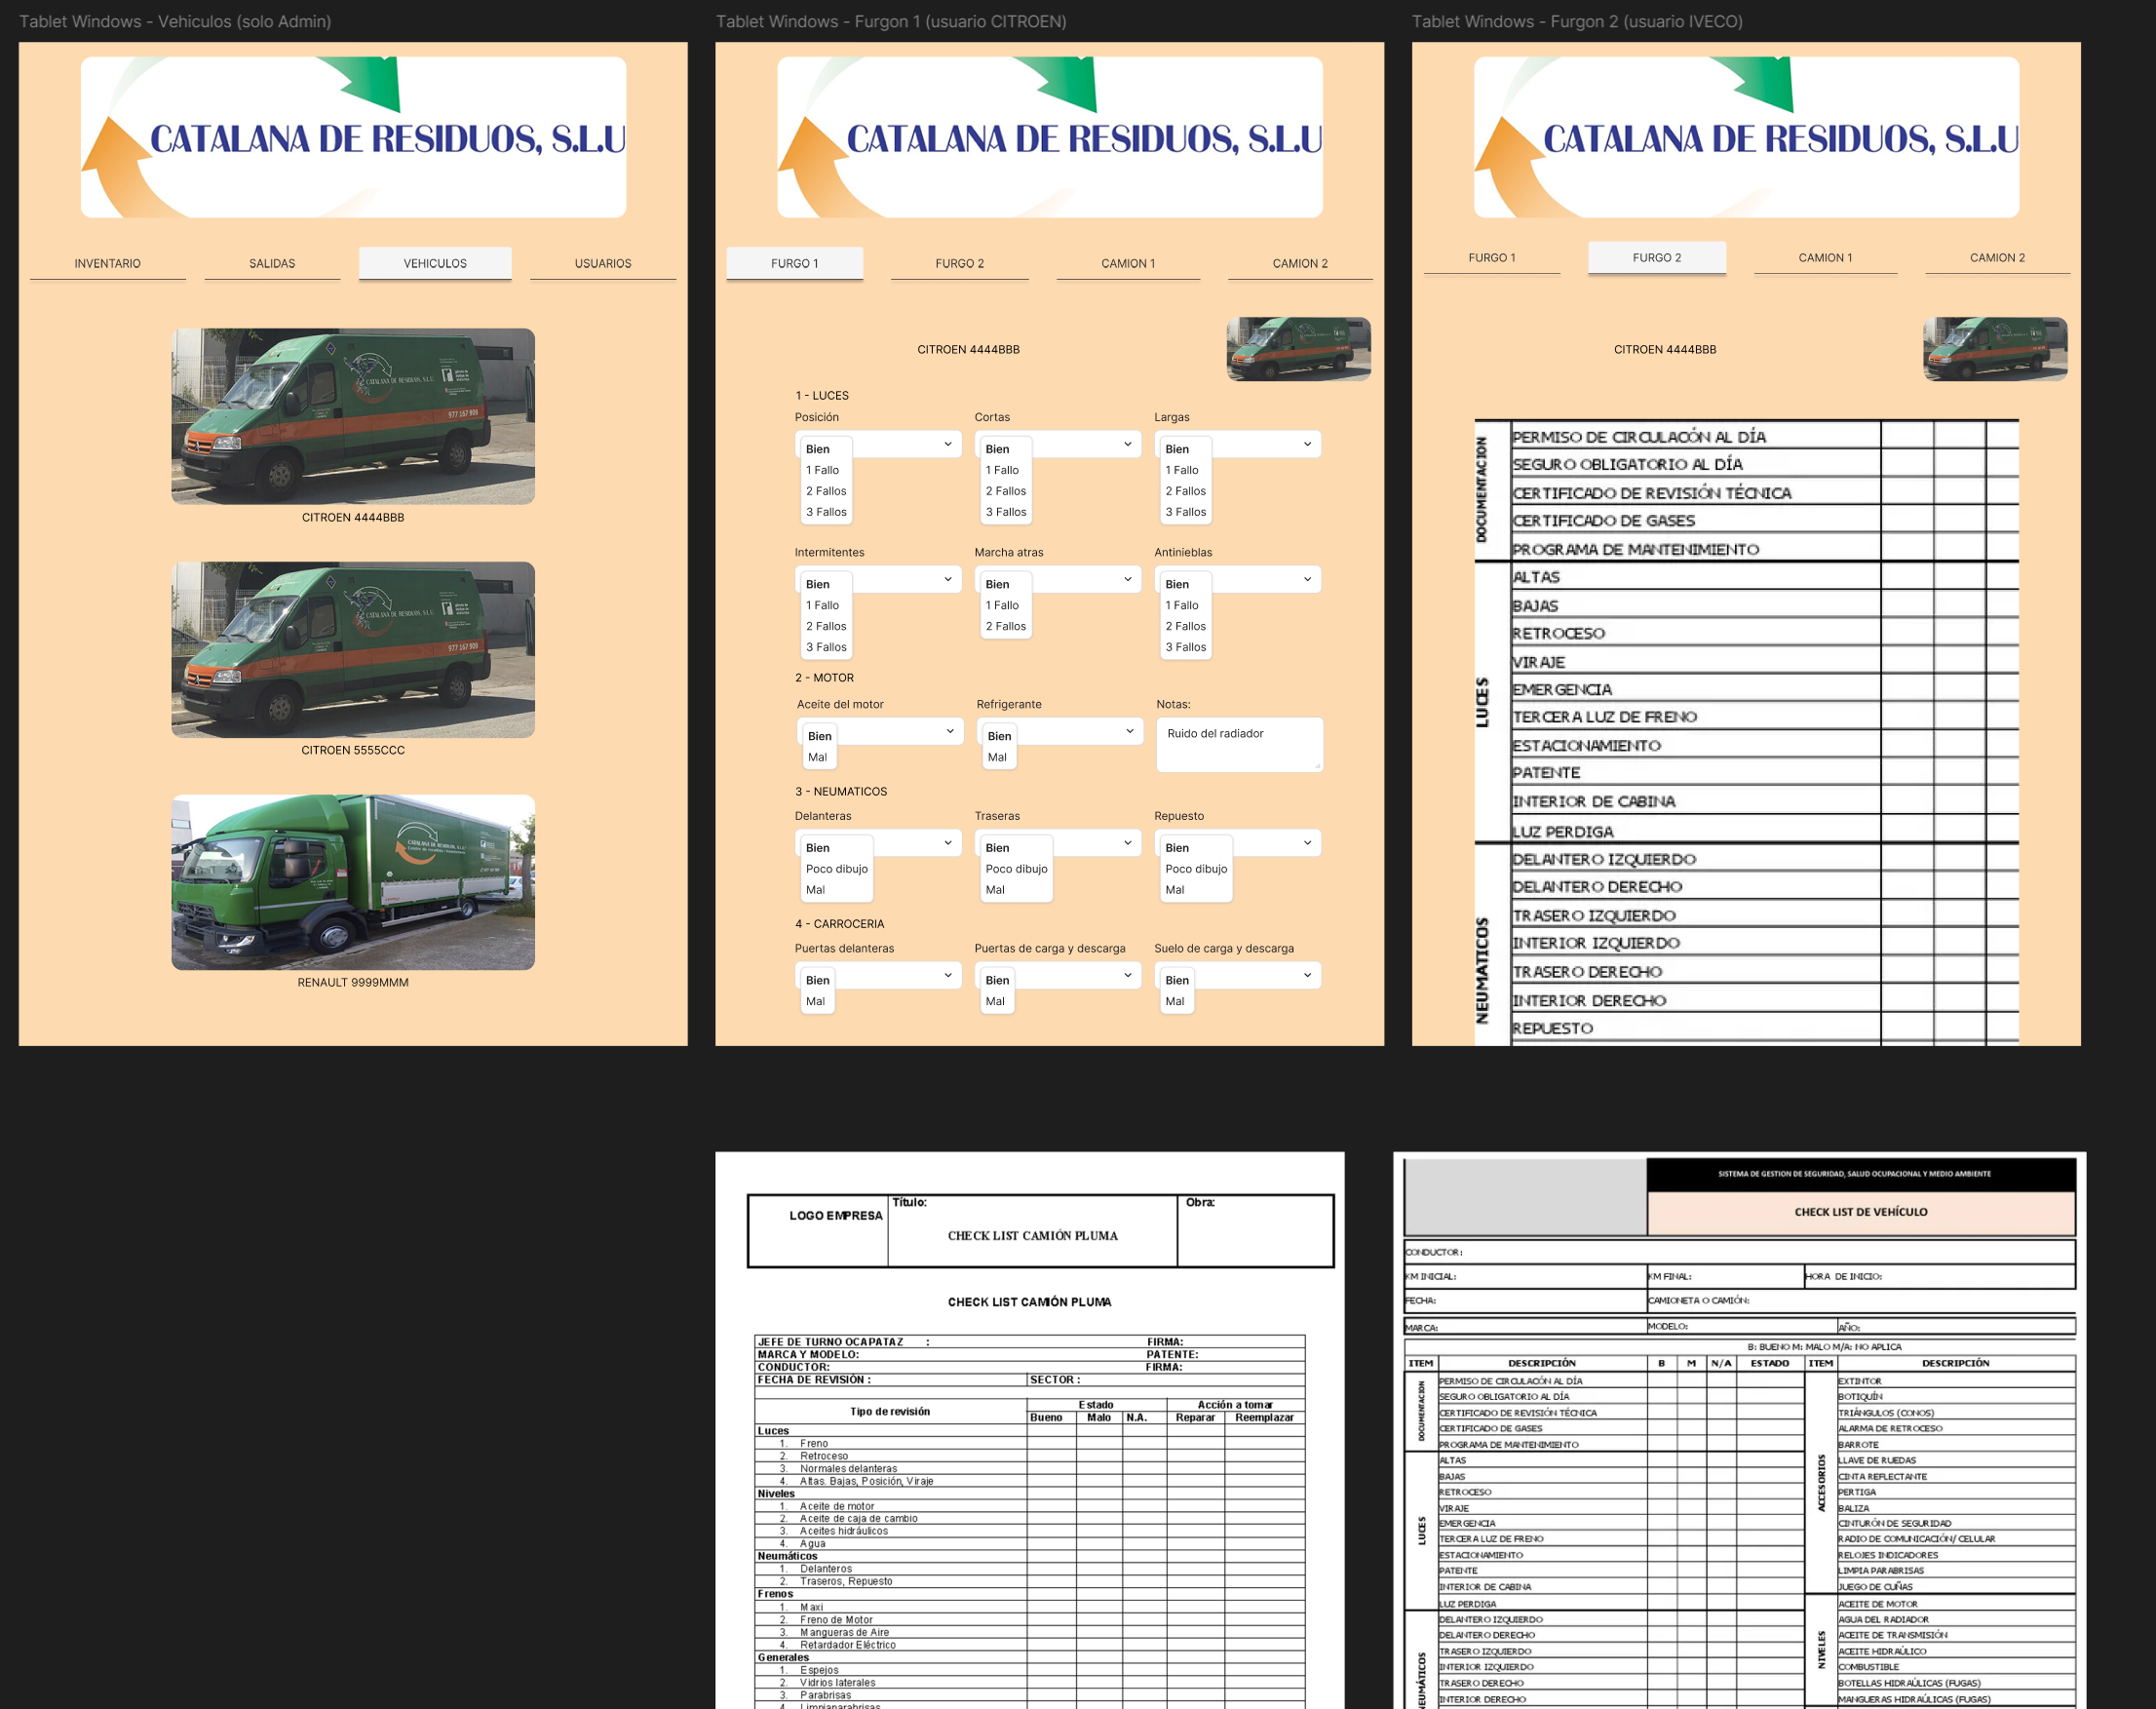 Tablet Windows - Vehiculos (solo Admin)
CATALANA DE RESIDUOS, S.L.U
INVENTARIO SALIDAS VEHICULOS USUARIOS
CATALANA DE RESIDUOS, S.L.U.
977 167 909
CITROEN 4444BBB
CATALANA DE RESIDUOS, S.L.U.
977 167 909
CITROEN 5555CCC
CATALANA DE RESIDUOS, S.L.U.
RENAULT 9999MMM
Tablet Windows - Furgon 1 (usuario CITROEN)
CATALANA DE RESIDUOS, S.L.U
FURGO 1 FURGO 2 CAMION 1 CAMION 2
CITROEN 4444BBB
1 - LUCES
Posición Cortas Largas
Bien Bien Bien
1 Fallo 1 Fallo 1 Fallo
2 Fallos 2 Fallos 2 Fallos
3 Fallos 3 Fallos 3 Fallos
Intermitentes Marcha atras Antinieblas
Bien Bien Bien
1 Fallo 1 Fallo 1 Fallo
2 Fallos 2 Fallos 2 Fallos
3 Fallos 3 Fallos
2 - MOTOR
Aceite del motor Refrigerante Notas:
Bien Bien Ruido del radiador
Mal Mal
3 - NEUMATICOS
Delanteras Traseras Repuesto
Bien Bien Bien
Poco dibujo Poco dibujo Poco dibujo
Mal Mal Mal
4 - CARROCERIA
Puertas delanteras Puertas de carga y descarga Suelo de carga y descarga
Bien Bien Bien
Mal Mal Mal
Tablet Windows - Furgon 2 (usuario IVECO)
CATALANA DE RESIDUOS, S.L.U
FURGO 1 FURGO 2 CAMION 1 CAMION 2
CITROEN 4444BBB
DOCUMENTACION
PERMISO DE CIRCULACÓN AL DÍA
SEGURO OBLIGATORIO AL DÍA
CERTIFICADO DE REVISIÓN TÉCNICA
CERTIFICADO DE GASES
PROGRAMA DE MANTENIMIENTO
LUCES
ALTAS
BAJAS
RETROCESO
VIRAJE
EMERGENCIA
TERCERA LUZ DE FRENO
ESTACIONAMIENTO
PATENTE
INTERIOR DE CABINA
LUZ PERDIGA
NEUMATICOS
DELANTERO IZQUIERDO
DELANTERO DERECHO
TRASERO IZQUIERDO
INTERIOR IZQUIERDO
TRASERO DERECHO
INTERIOR DERECHO
REPUESTO
LOGO EMPRESA Título: Obra:
CHECK LIST CAMIÓN PLUMA
CHECK LIST CAMIÓN PLUMA
JEFE DE TURNO O CAPATAZ : FIRMA:
MARCA Y MODELO: PATENTE:
CONDUCTOR: FIRMA:
FECHA DE REVISIÓN : SECTOR :
Tipo de revisión Estado Acción a tomar
Bueno Malo N.A. Reparar Reemplazar
Luces
1. Freno
2. Retroceso
3. Normales delanteras
4. Altas. Bajas, Posición, Viraje
Niveles
1. Aceite de motor
2. Aceite de caja de cambio
3. Aceites hidráulicos
4. Agua
Neumáticos
1. Delanteros
2. Traseros, Repuesto
Frenos
1. Maxi
2. Freno de Motor
3. Mangueras de Aire
4. Retardador Eléctrico
Generales
1. Espejos
2. Vidrios laterales
3. Parabrisas
4. Limpiaparabrisas
SISTEMA DE GESTION DE SEGURIDAD, SALUD OCUPACIONAL Y MEDIO AMBIENTE
CHECK LIST DE VEHÍCULO
CONDUCTOR:
KM INICIAL: KM FINAL: HORA DE INICIO:
FECHA: CAMIONETA O CAMIÓN:
MARCA: MODELO: AÑO:
B: BUENO M: MALO M/A: NO APLICA
ITEM DESCRIPCIÓN B M N/A ESTADO ITEM DESCRIPCIÓN
DOCUMENTACION
PERMISO DE CIRCULACÓN AL DÍA
SEGURO OBLIGATORIO AL DÍA
CERTIFICADO DE REVISIÓN TÉCNICA
CERTIFICADO DE GASES
PROGRAMA DE MANTENIMIENTO
LUCES
ALTAS
BAJAS
RETROCESO
VIRAJE
EMERGENCIA
TERCERA LUZ DE FRENO
ESTACIONAMIENTO
PATENTE
INTERIOR DE CABINA
LUZ PERDIGA
NEUMÁTICOS
DELANTERO IZQUIERDO
DELANTERO DERECHO
TRASERO IZQUIERDO
INTERIOR IZQUIERDO
TRASERO DERECHO
INTERIOR DERECHO
ACCESORIOS
EXTINTOR
BOTIQUÍN
TRIÁNGULOS (CONOS)
ALARMA DE RETROCESO
BARROTE
LLAVE DE RUEDAS
CINTA REFLECTANTE
PERTIGA
BALIZA
CINTURÓN DE SEGURIDAD
RADIO DE COMUNICACIÓN/ CELULAR
RELOJES INDICADORES
LIMPIA PARABRISAS
JUEGO DE CUÑAS
NIVELES
ACEITE DE MOTOR
AGUA DEL RADIADOR
ACEITE DE TRANSMISIÓN
ACEITE HIDRAÚLICO
COMBUSTIBLE
BOTELLAS HIDRAÚLICAS (FUGAS)
MANGUERAS HIDRAÚLICAS (FUGAS)